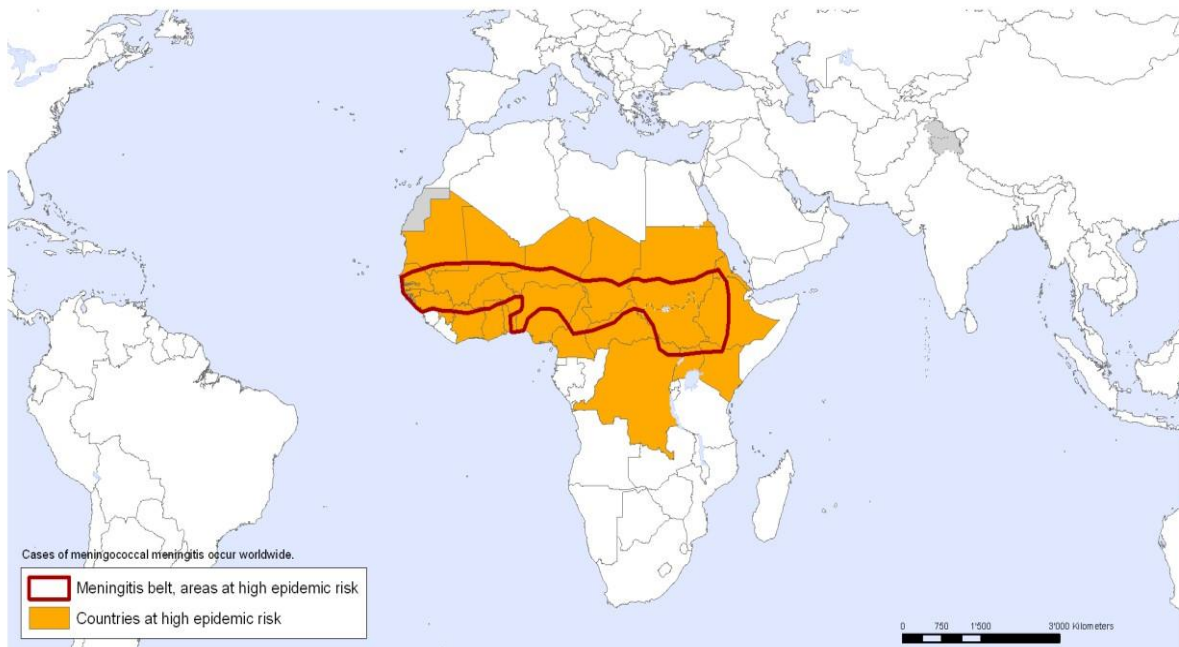 Cases of meningococcal meningitis occur worldwide.
Meningitis belt, areas at high epidemic risk
Countries at high epidemic risk
0 750 1'500 3'000 Kilometers